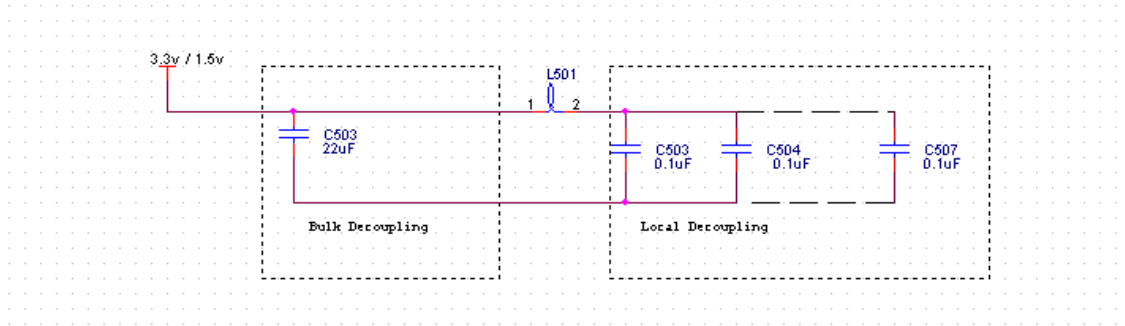 3.3v / 1.5v
L501
1
2
C503
22uF
C503
0.1uF
C504
0.1uF
C507
0.1uF
Bulk Decoupling
Local Decoupling